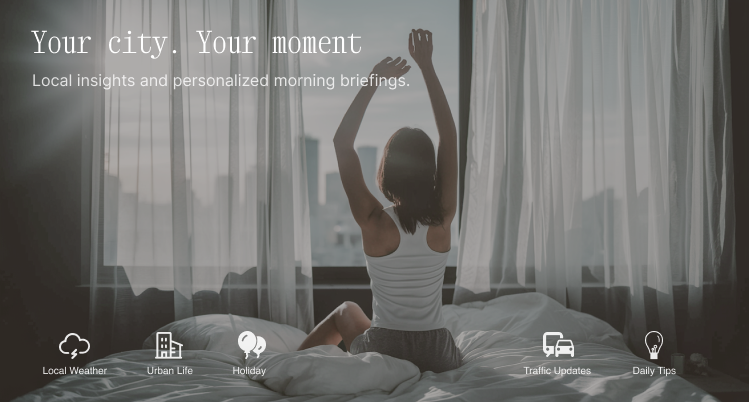 Your city. Your moment
Local insights and personalized morning briefings.
Local Weather
Urban Life
Holiday
Traffic Updates
Daily Tips